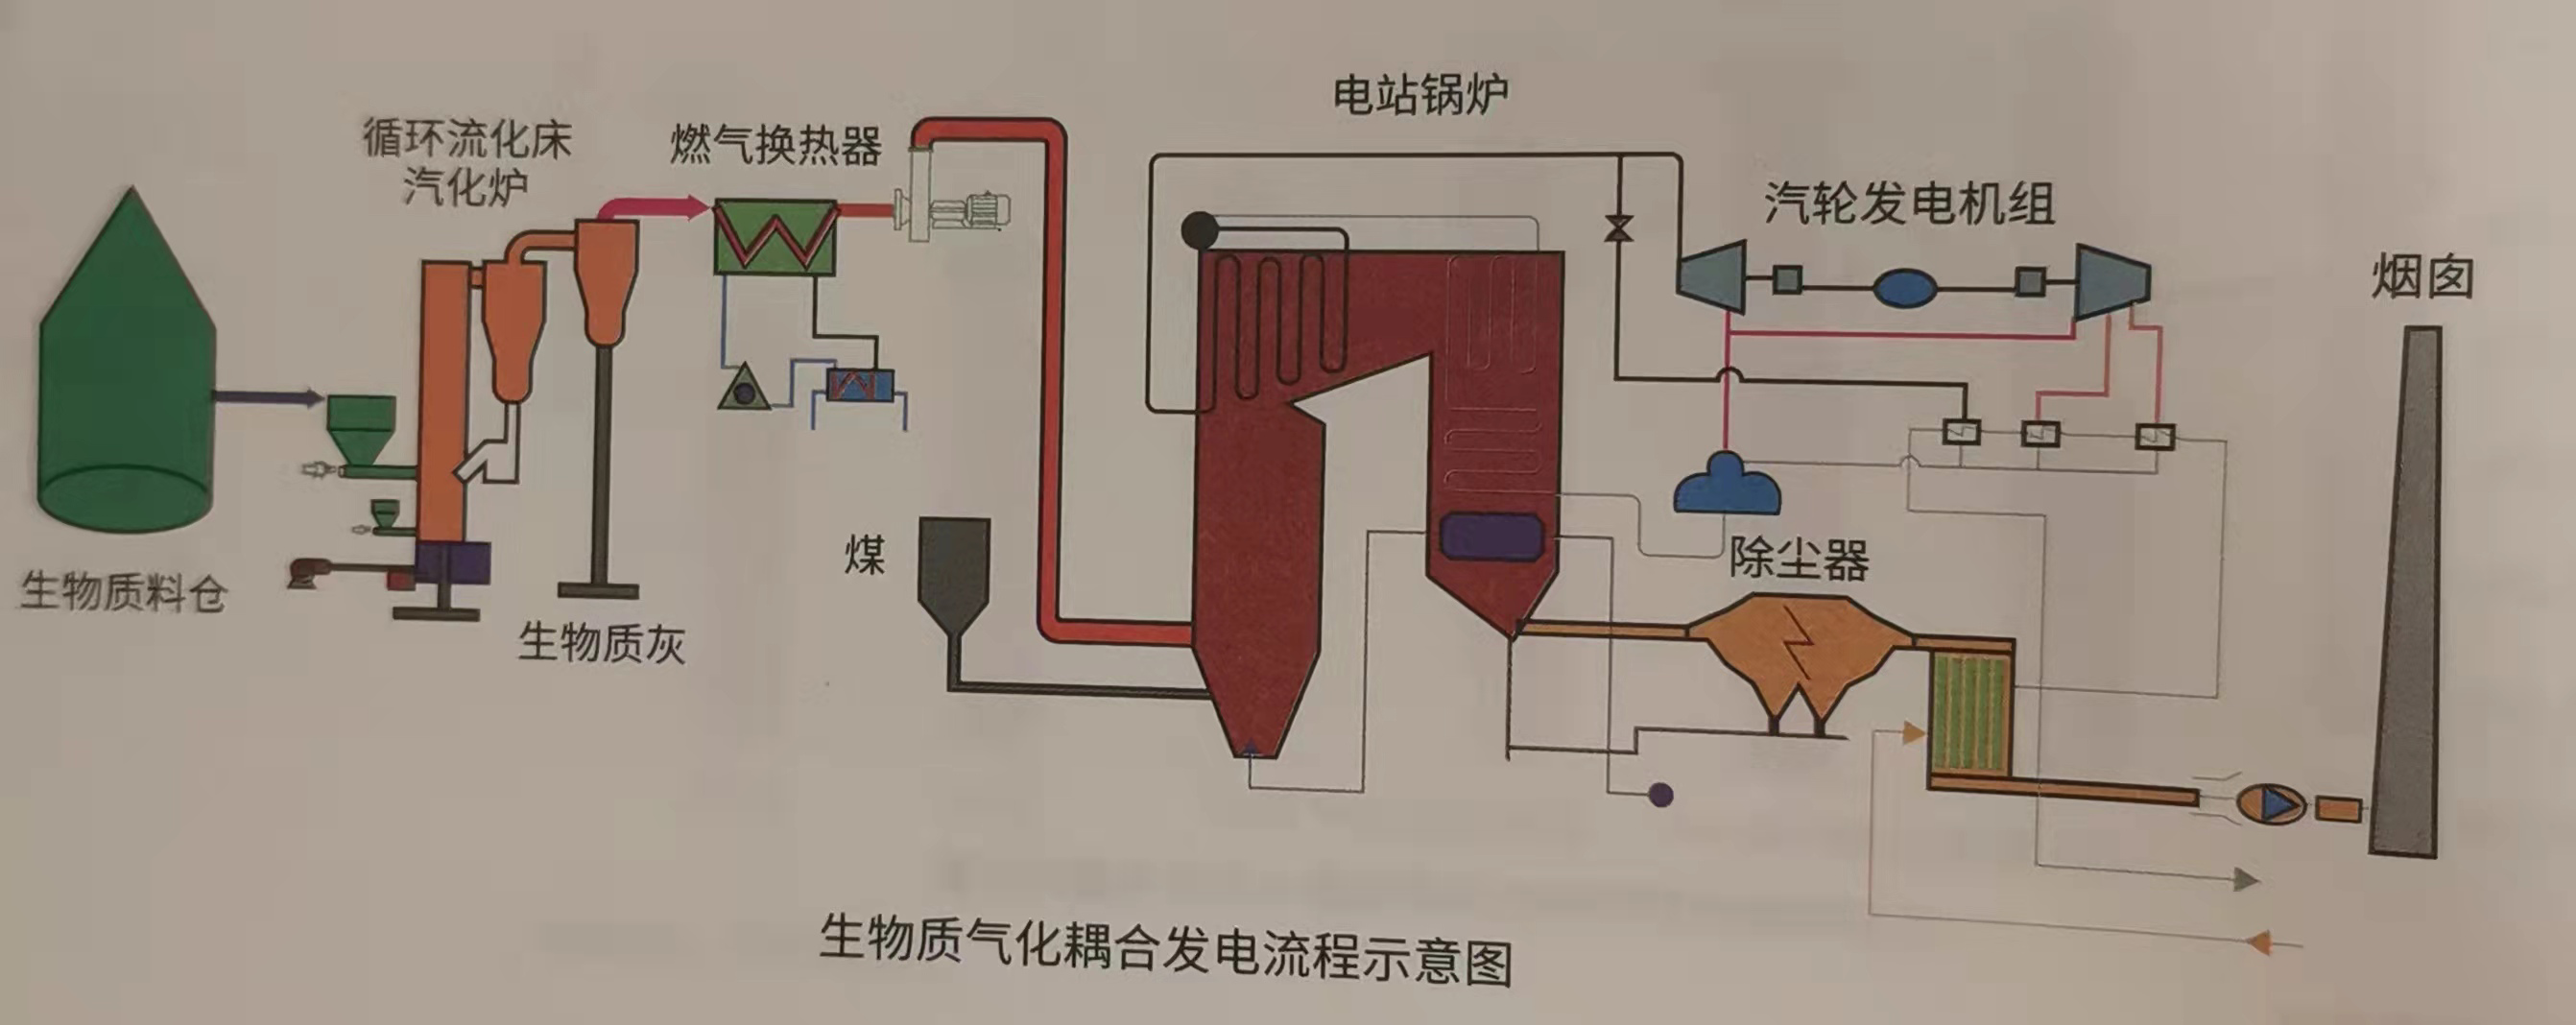 电站锅炉
循环流化床
汽化炉
燃气换热器
汽轮发电机组
烟囱
煤
除尘器
生物质料仓
生物质灰
生物质气化耦合发电流程示意图